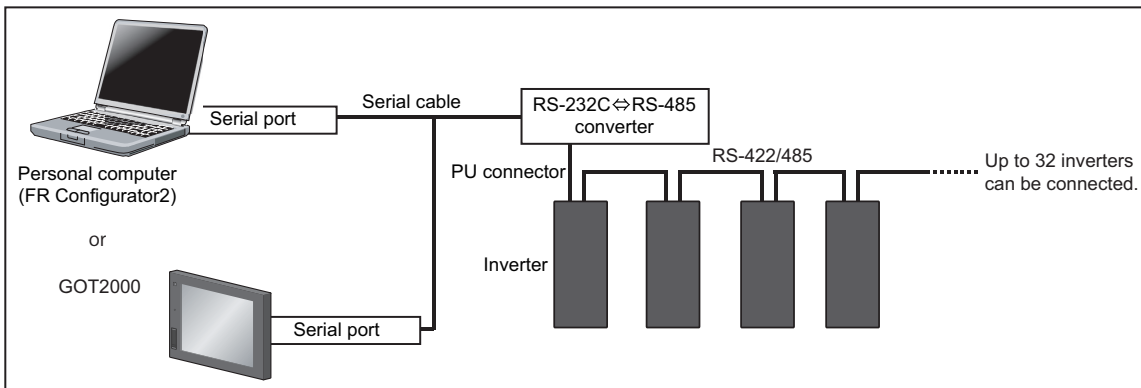 Serial port
Serial cable
RS-232C⇔RS-485
converter
Personal computer
(FR Configurator2)
PU connector
RS-422/485
Up to 32 inverters
can be connected.
or
GOT2000
Inverter
Serial port